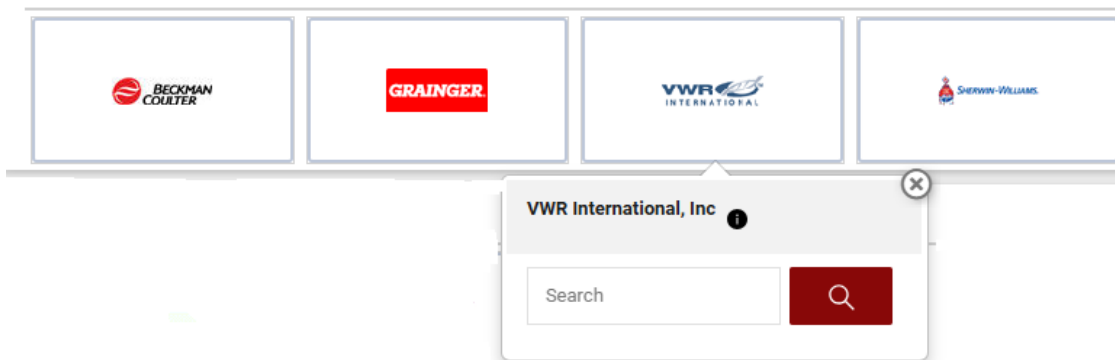 BECKMAN
COULTER
GRAINGER
VWR
INTERNATIONAL
SHERWIN-WILLIAMS.
VWR International, Inc
Search